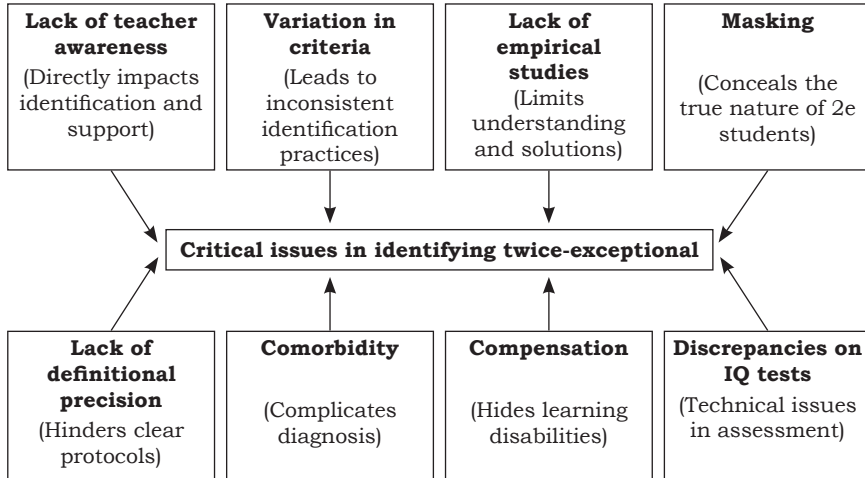 Lack of teacher
awareness
(Directly impacts
identification and
support)
Variation in
criteria
(Leads to
inconsistent
identification
practices)
Lack of
empirical
studies
(Limits
understanding
and solutions)
Masking
(Conceals the
true nature of 2e
students)
Critical issues in identifying twice-exceptional
Lack of
definitional
precision
(Hinders clear
protocols)
Comorbidity
(Complicates
diagnosis)
Compensation
(Hides learning
disabilities)
Discrepancies on
IQ tests
(Technical issues
in assessment)